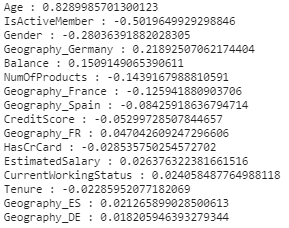 Age : 0.8289985701300123
IsActiveMember : -0.5019649929298846
Gender : -0.28036391882028305
Geography_Germany : 0.21892507062174404
Balance : 0.1509149065390611
NumOfProducts : -0.1439167988810591
Geography_France : -0.125941880903706
Geography_Spain : -0.08425918636794714
CreditScore : -0.05299728507844657
Geography_FR : 0.047042609247296606
HasCrCard : -0.028535750254572702
EstimatedSalary : 0.026376322381661516
CurrentWorkingStatus : 0.024058487764988118
Tenure : -0.02285952077182069
Geography_ES : 0.021265899028500613
Geography_DE : 0.018205946393279344